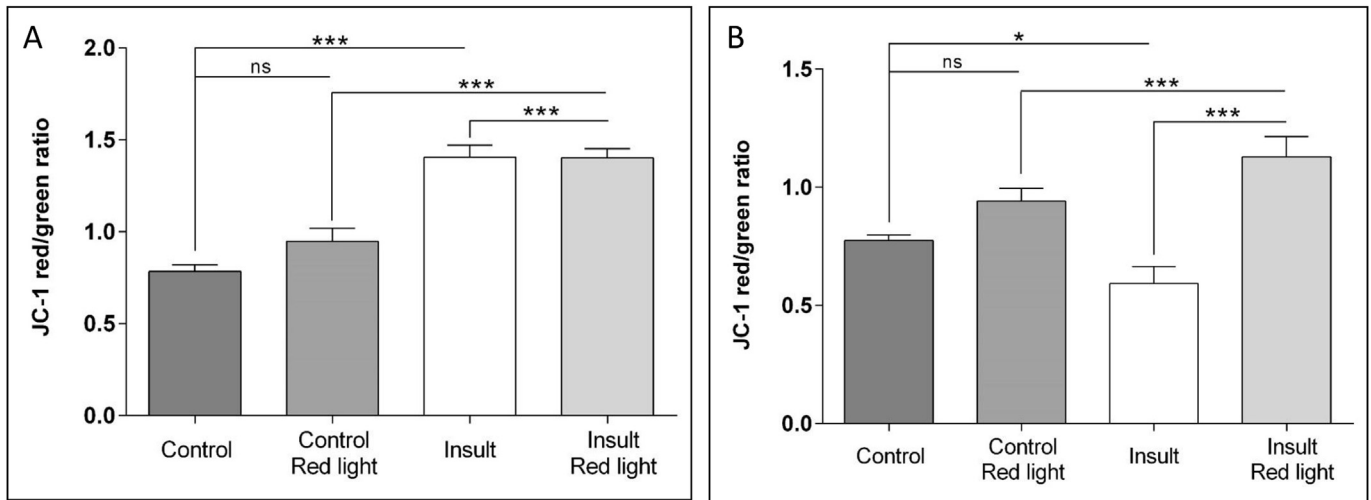 A
JC-1 red/green ratio
2.0
1.5
1.0
0.5
0.0
***
ns
***
***
Control
Control
Red light
Insult
Insult
Red light
B
JC-1 red/green ratio
1.5
1.0
0.5
0.0
*
ns
***
***
Control
Control
Red light
Insult
Insult
Red light